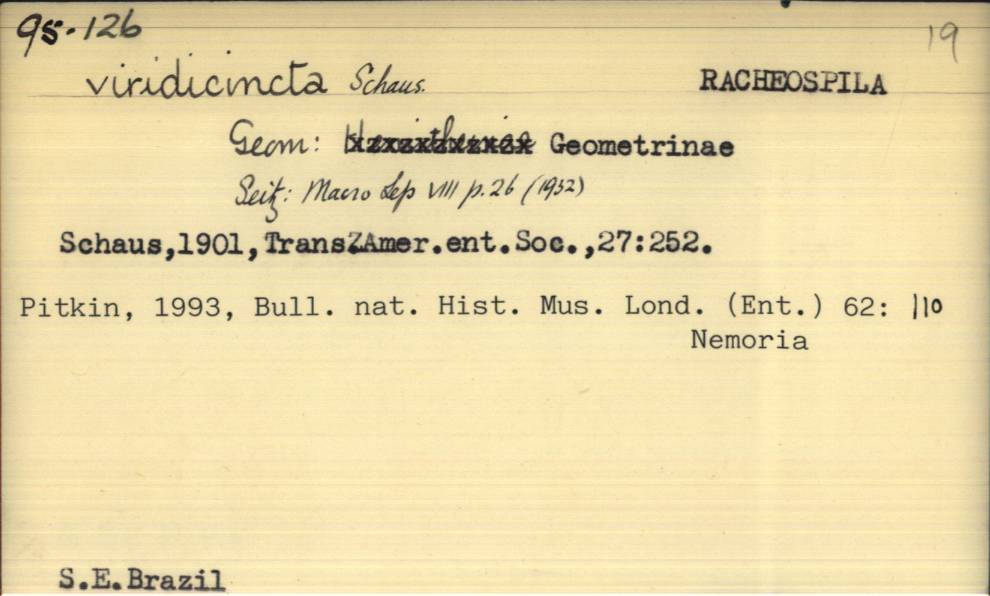 95-126
19
viridicincta Schaus. RACHEOSPILA
Geom: Geometrinae
Seitz: Macro Lep VIII p.26 (1932)
Schaus,1901,TransZAmer.ent.Soc.,27:252.
Pitkin, 1993, Bull. nat. Hist. Mus. Lond. (Ent.) 62: 110
Nemoria
S.E.Brazil